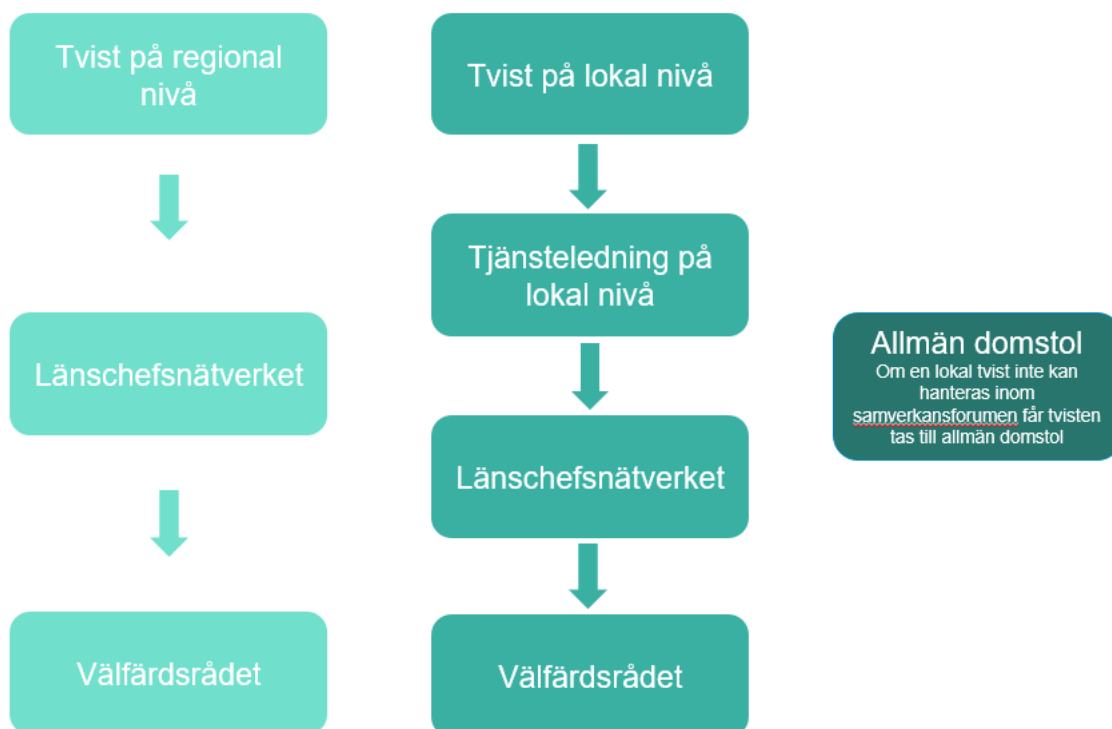 Tvist på regional
nivå
Länschefsnätverket
Välfärdsrådet
Tvist på lokal nivå
Tjänsteledning på
lokal nivå
Länschefsnätverket
Välfärdsrådet
Allmän domstol
Om en lokal tvist inte kan
hanteras inom
samverkansforumen får tvisten
tas till allmän domstol